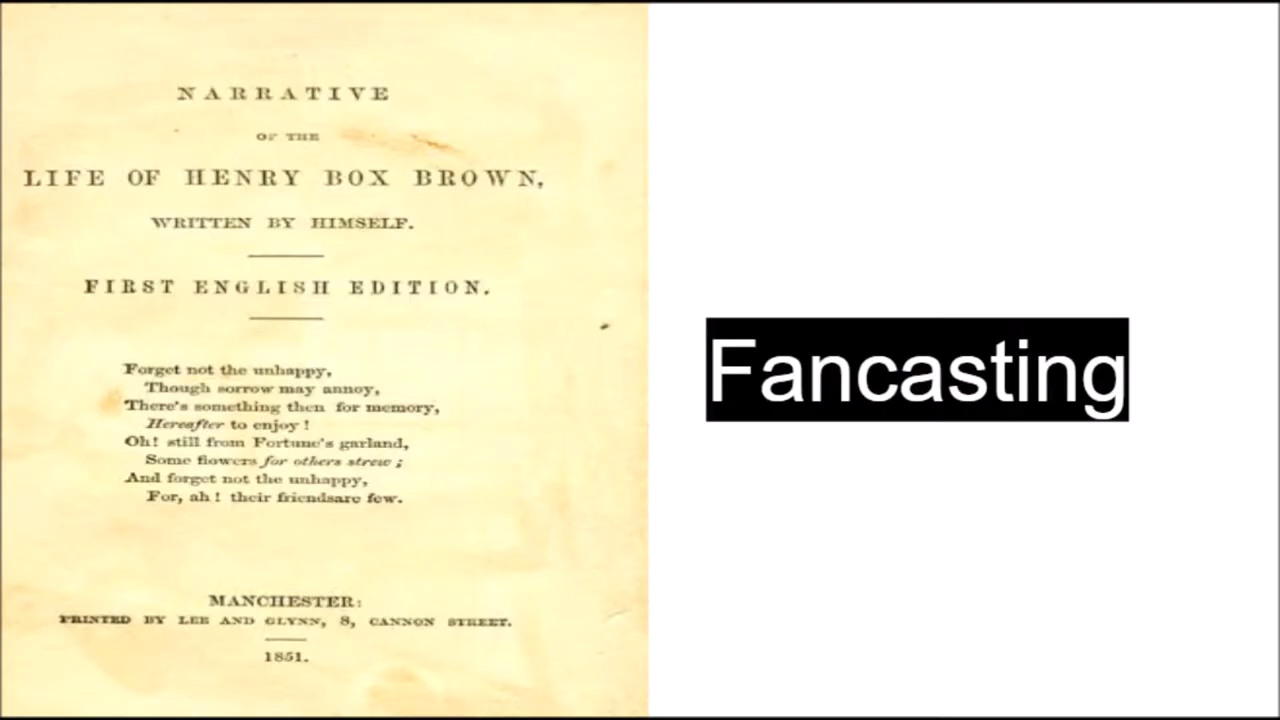 NARRATIVE
OF THE
LIFE OF HENRY BOX BROWN,
WRITTEN BY HIMSELF.
FIRST ENGLISH EDITION.
Forget not the unhappy,
Though sorrow may annoy,
There's something then for memory,
Hereafter to enjoy!
Oh! still from Fortune's garland,
Some flowers for others strew;
And forget not the unhappy,
For, ah! their friendsare few.
MANCHESTER:
PRINTED BY LEE AND GLYNN, 8, CANNON STREET.
1851.
Fancasting